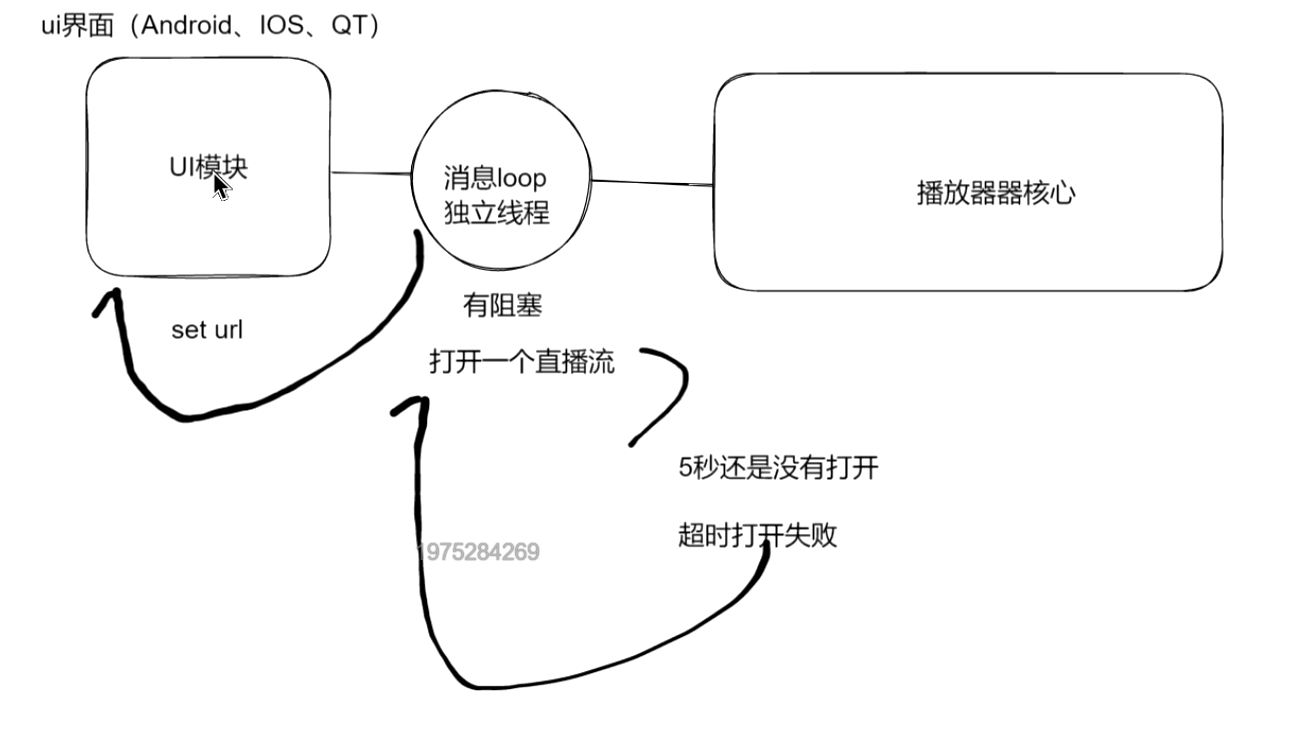 ui界面（Android、IOS、QT）
UI模块
消息loop
独立线程
播放器器核心
有阻塞
set url
打开一个直播流
5秒还是没有打开
超时打开失败
1975284269